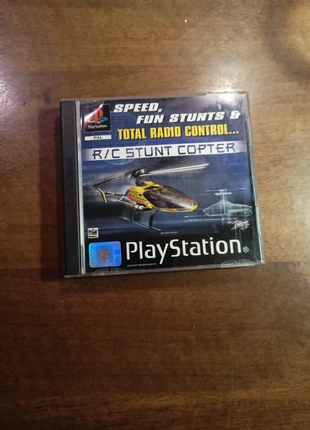 PlayStation
PAL
SPEED,
FUN STUNTS &
TOTAL RADIO CONTROL...
R/C STUNT COPTER
PlayStation®